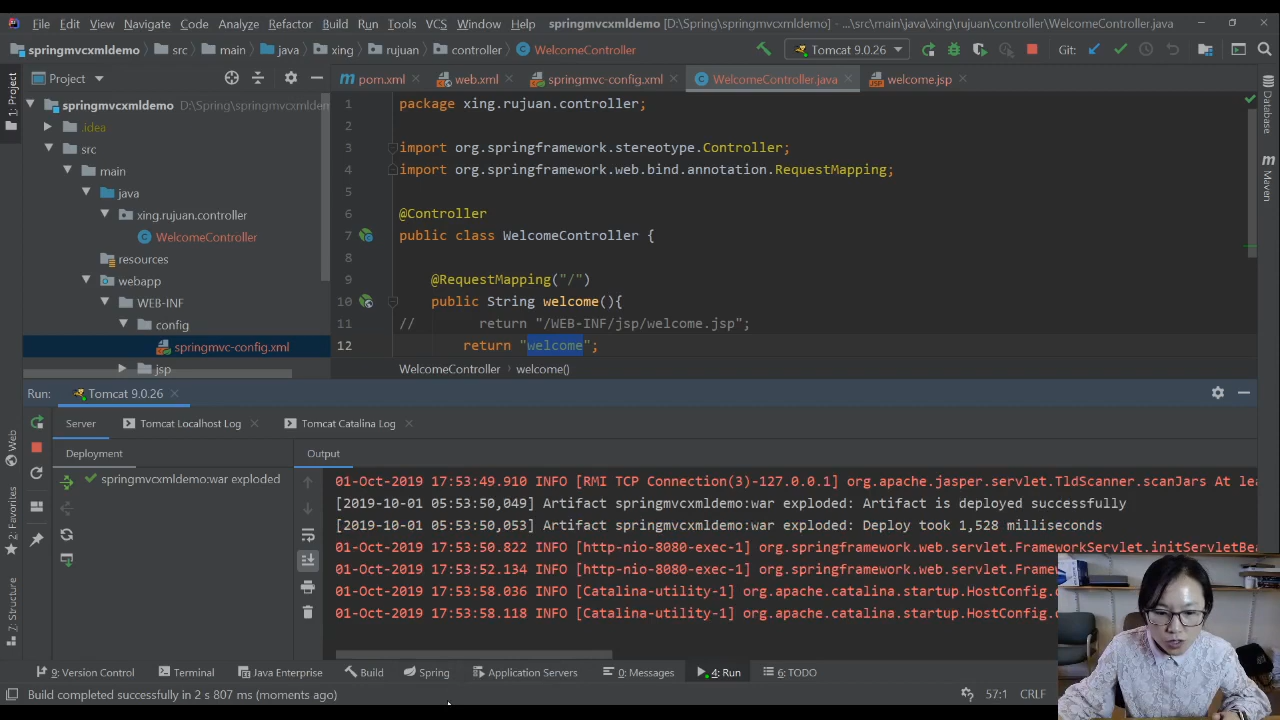 File Edit View Navigate Code Analyze Refactor Build Run Tools VCS Window Help springmvcxmldemo [D:\Spring\springmvcxmldemo] - ...\src\main\java\xing\rujuan\controller\WelcomeController.java
springmvcxmldemo src main java xing rujuan controller WelcomeController Tomcat 9.0.26 Git:
1: Project
Project
pom.xml web.xml springmvc-config.xml WelcomeController.java welcome.jsp
springmvcxmldemo D:\Spring\springmvcxmldemo
.idea
src
main
java
xing.rujuan.controller
WelcomeController
resources
webapp
WEB-INF
config
springmvc-config.xml
jsp
1 package xing.rujuan.controller;
2
3 import org.springframework.stereotype.Controller;
4 import org.springframework.web.bind.annotation.RequestMapping;
5
6 @Controller
7 public class WelcomeController {
8
9 @RequestMapping("/")
10 public String welcome(){
11 // return "/WEB-INF/jsp/welcome.jsp";
12 return "welcome";
WelcomeController welcome()
Database
Maven
Web
2: Favorites
7: Structure
Run: Tomcat 9.0.26
Server Tomcat Localhost Log Tomcat Catalina Log
Deployment Output
springmvcxmldemo:war exploded
01-Oct-2019 17:53:49.910 INFO [RMI TCP Connection(3)-127.0.0.1] org.apache.jasper.servlet.TldScanner.scanJars At lea
[2019-10-01 05:53:50,049] Artifact springmvcxmldemo:war exploded: Artifact is deployed successfully
[2019-10-01 05:53:50,053] Artifact springmvcxmldemo:war exploded: Deploy took 1,528 milliseconds
01-Oct-2019 17:53:50.822 INFO [http-nio-8080-exec-1] org.springframework.web.servlet.FrameworkServlet.initServletBea
01-Oct-2019 17:53:52.134 INFO [http-nio-8080-exec-1] org.springframework.web.servlet.Frame
01-Oct-2019 17:53:58.036 INFO [Catalina-utility-1] org.apache.catalina.startup.HostConfig.
01-Oct-2019 17:53:58.118 INFO [Catalina-utility-1] org.apache.catalina.startup.HostConfig.
9: Version Control Terminal Java Enterprise Build Spring Application Servers 0: Messages 4: Run 6: TODO
Build completed successfully in 2 s 807 ms (moments ago) 57:1 CRLF